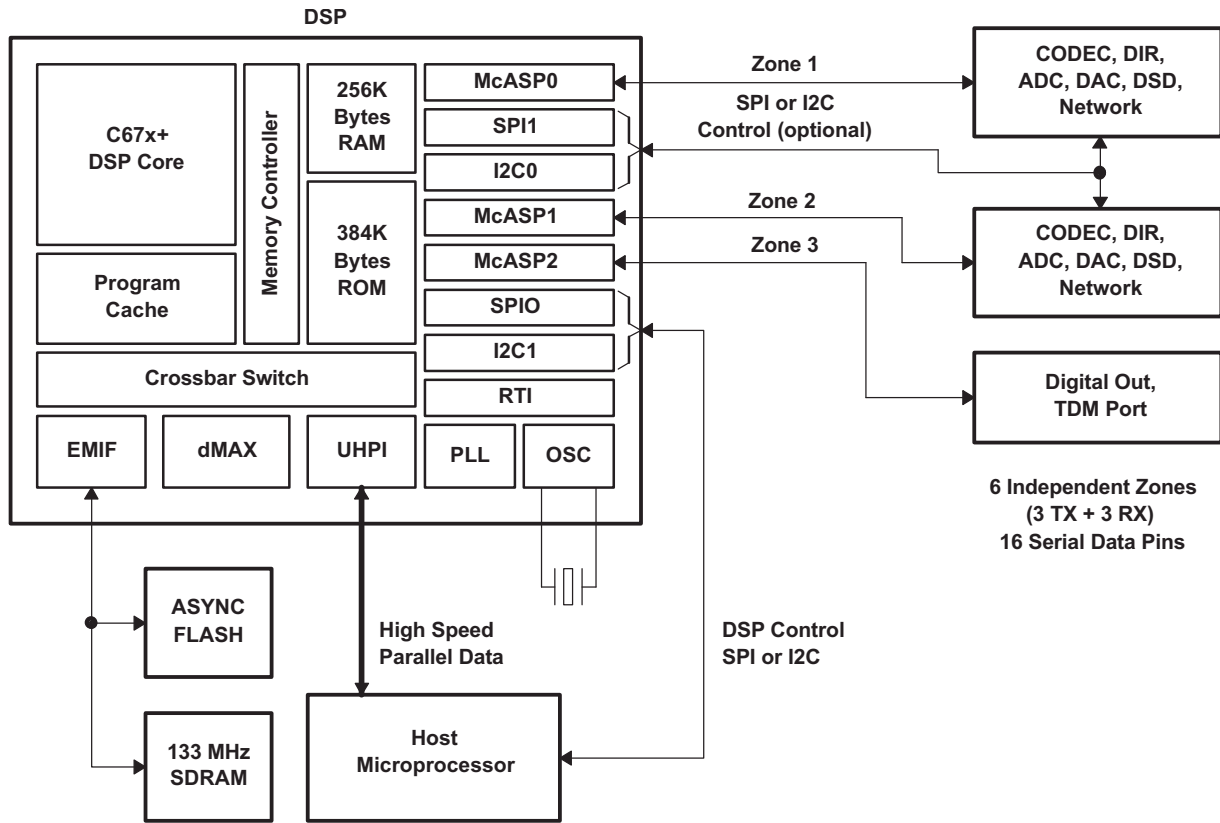 DSP
C67x+
DSP Core
Program
Cache
Memory Controller
256K
Bytes
RAM
384K
Bytes
ROM
McASP0
SPI1
I2C0
McASP1
McASP2
SPIO
I2C1
RTI
Crossbar Switch
EMIF
dMAX
UHPI
PLL
OSC
Zone 1
SPI or I2C
Control (optional)
Zone 2
Zone 3
CODEC, DIR,
ADC, DAC, DSD,
Network
CODEC, DIR,
ADC, DAC, DSD,
Network
Digital Out,
TDM Port
6 Independent Zones
(3 TX + 3 RX)
16 Serial Data Pins
ASYNC
FLASH
133 MHz
SDRAM
High Speed
Parallel Data
DSP Control
SPI or I2C
Host
Microprocessor